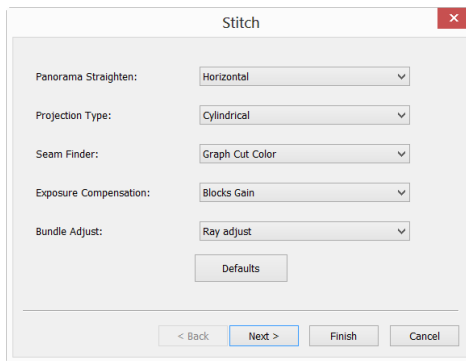 Stitch
Panorama Straighten: Horizontal
Projection Type: Cylindrical
Seam Finder: Graph Cut Color
Exposure Compensation: Blocks Gain
Bundle Adjust: Ray adjust
Defaults
< Back Next > Finish Cancel